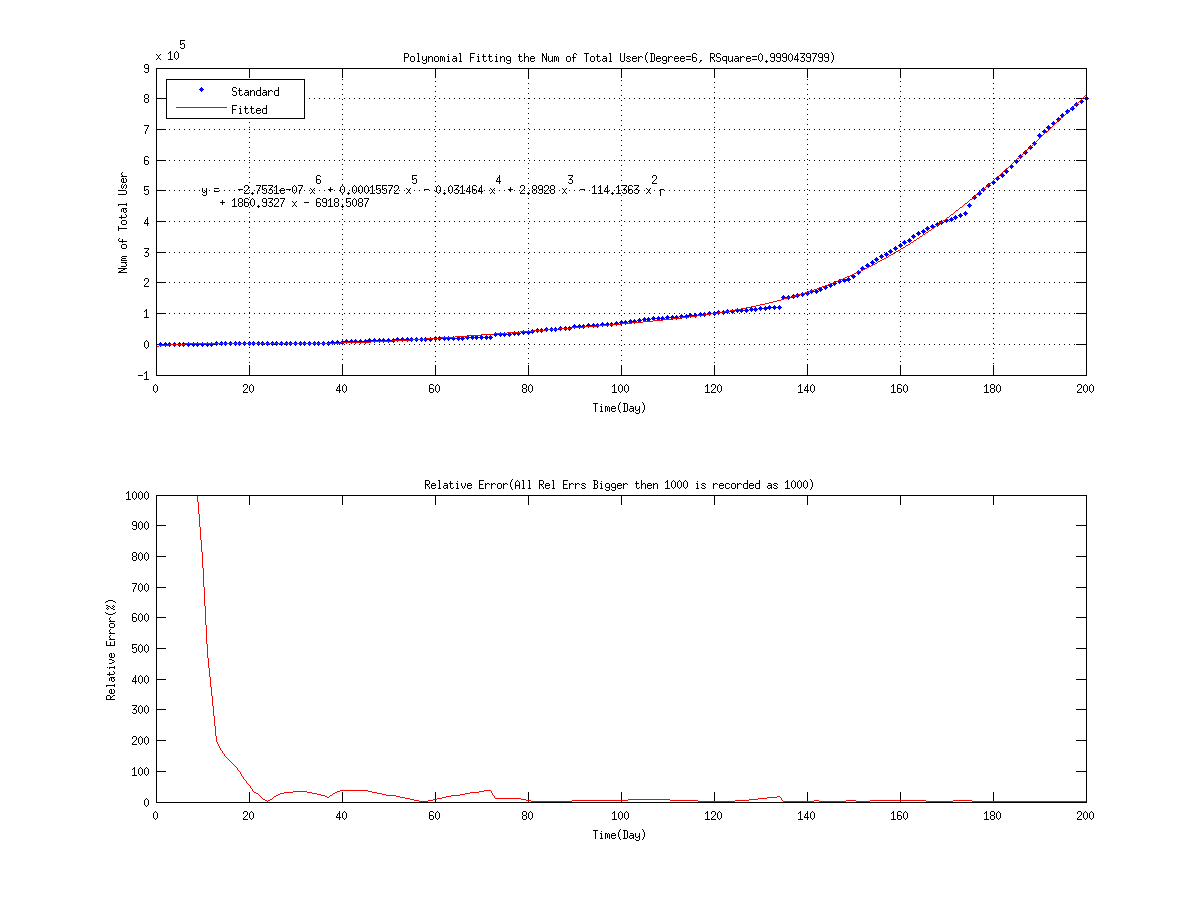 x 10 5
Polynomial Fitting the Num of Total User(Degree=6, RSquare=0.9990439799)
9
8
7
6
5
4
3
2
1
0
-1
Num of Total User
Standard
Fitted
6 5 4 3 2
y = -2.7531e-07 x + 0.00015572 x - 0.031464 x + 2.8928 x - 114.1363 x
+ 1860.9327 x - 6918.5087
0 20 40 60 80 100 120 140 160 180 200
Time(Day)
Relative Error(All Rel Errs Bigger then 1000 is recorded as 1000)
1000
900
800
700
600
500
400
300
200
100
0
Relative Error(%)
0 20 40 60 80 100 120 140 160 180 200
Time(Day)